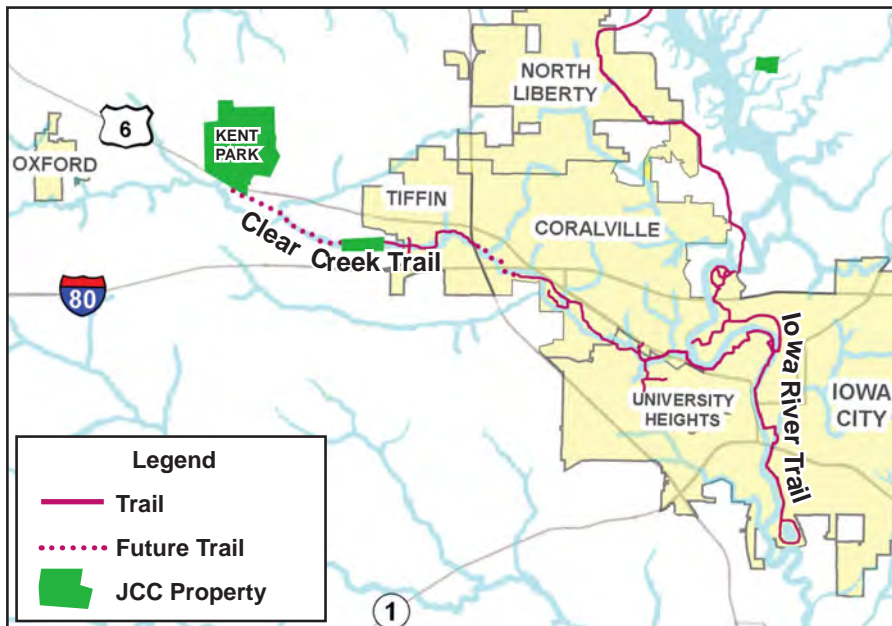 NORTH
LIBERTY
6
KENT
PARK
OXFORD
TIFFIN
CORALVILLE
Clear Creek Trail
80
Iowa River Trail
UNIVERSITY
HEIGHTS
IOWA
CITY
Legend
Trail
Future Trail
JCC Property
1